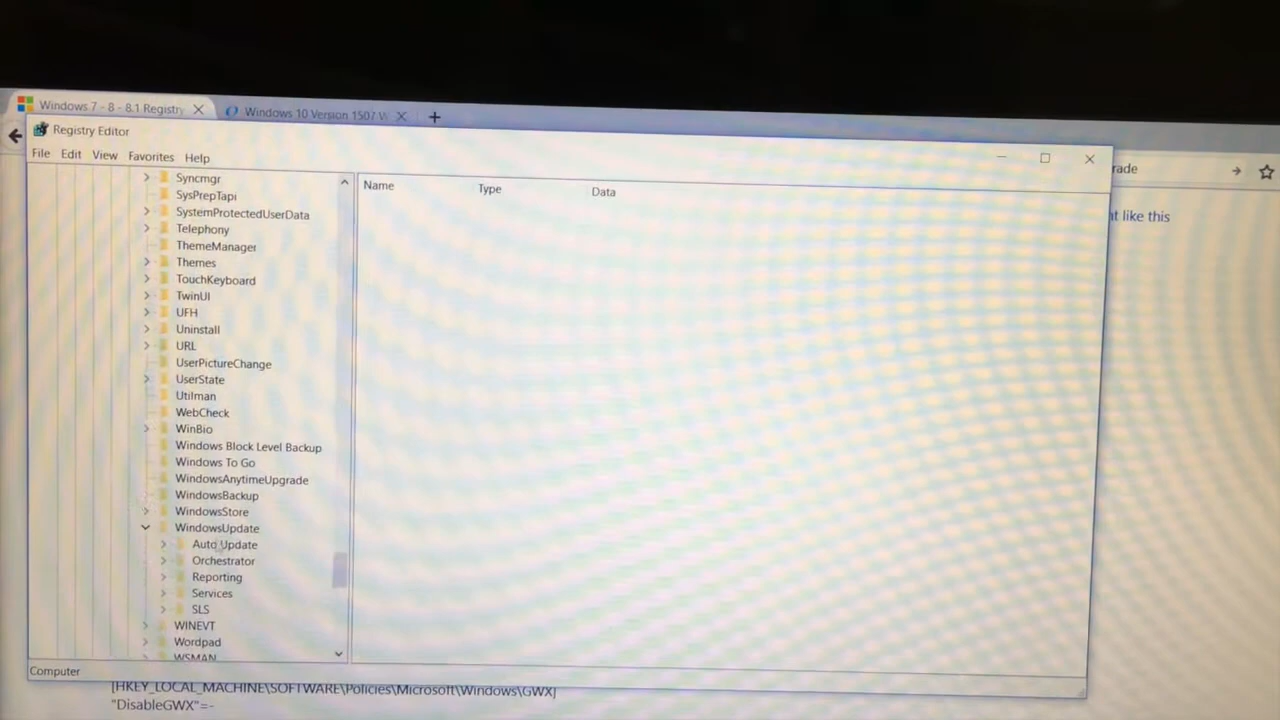 Windows 7 - 8 - 8.1 Registry
Windows 10 Version 1507
Registry Editor
File Edit View Favorites Help
rade
Name Type Data
Syncmgr
SysPrepTapi
SystemProtectedUserData
Telephony
ThemeManager
Themes
TouchKeyboard
TwinUI
UFH
Uninstall
URL
UserPictureChange
UserState
Utilman
WebCheck
WinBio
Windows Block Level Backup
Windows To Go
WindowsAnytimeUpgrade
WindowsBackup
WindowsStore
WindowsUpdate
Auto Update
Orchestrator
Reporting
Services
SLS
WINEVT
Wordpad
WSMAN
like this
Computer
[HKEY_LOCAL_MACHINE\SOFTWARE\Policies\Microsoft\Windows\GWX]
"DisableGWX"=-